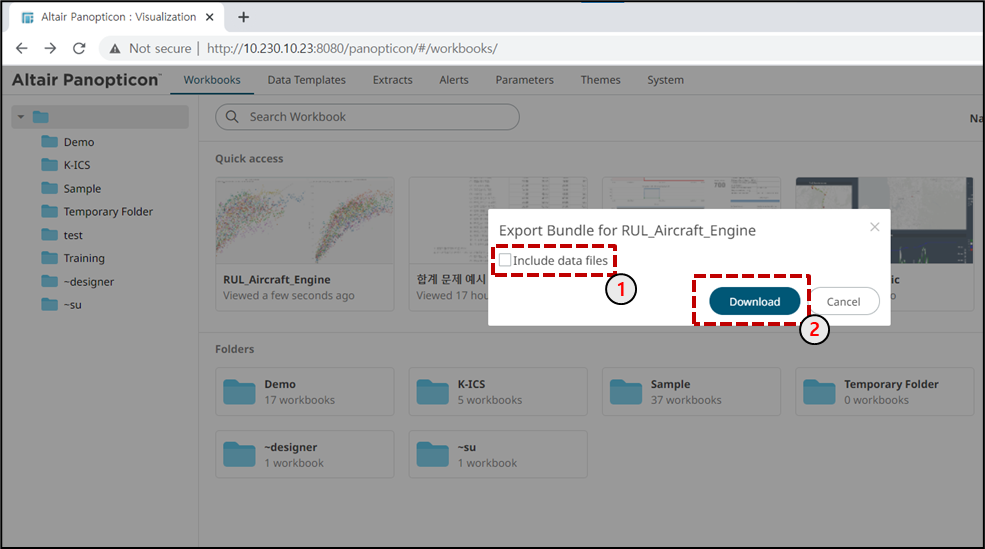 Altair Panopticon : Visualization
Not secure | http://10.230.10.23:8080/panopticon/#/workbooks/
Altair Panopticon™ Workbooks Data Templates Extracts Alerts Parameters Themes System
Demo
K-ICS
Sample
Temporary Folder
test
Training
~designer
~su
Search Workbook
Quick access
700
Export Bundle for RUL_Aircraft_Engine
Include data files
1
Download Cancel
2
RUL_Aircraft_Engine
Viewed a few seconds ago
합계 문제 예시
Viewed 17
Folders
Demo
17 workbooks
K-ICS
5 workbooks
Sample
37 workbooks
Temporary Folder
0 workbooks
~designer
1 workbook
~su
1 workbook